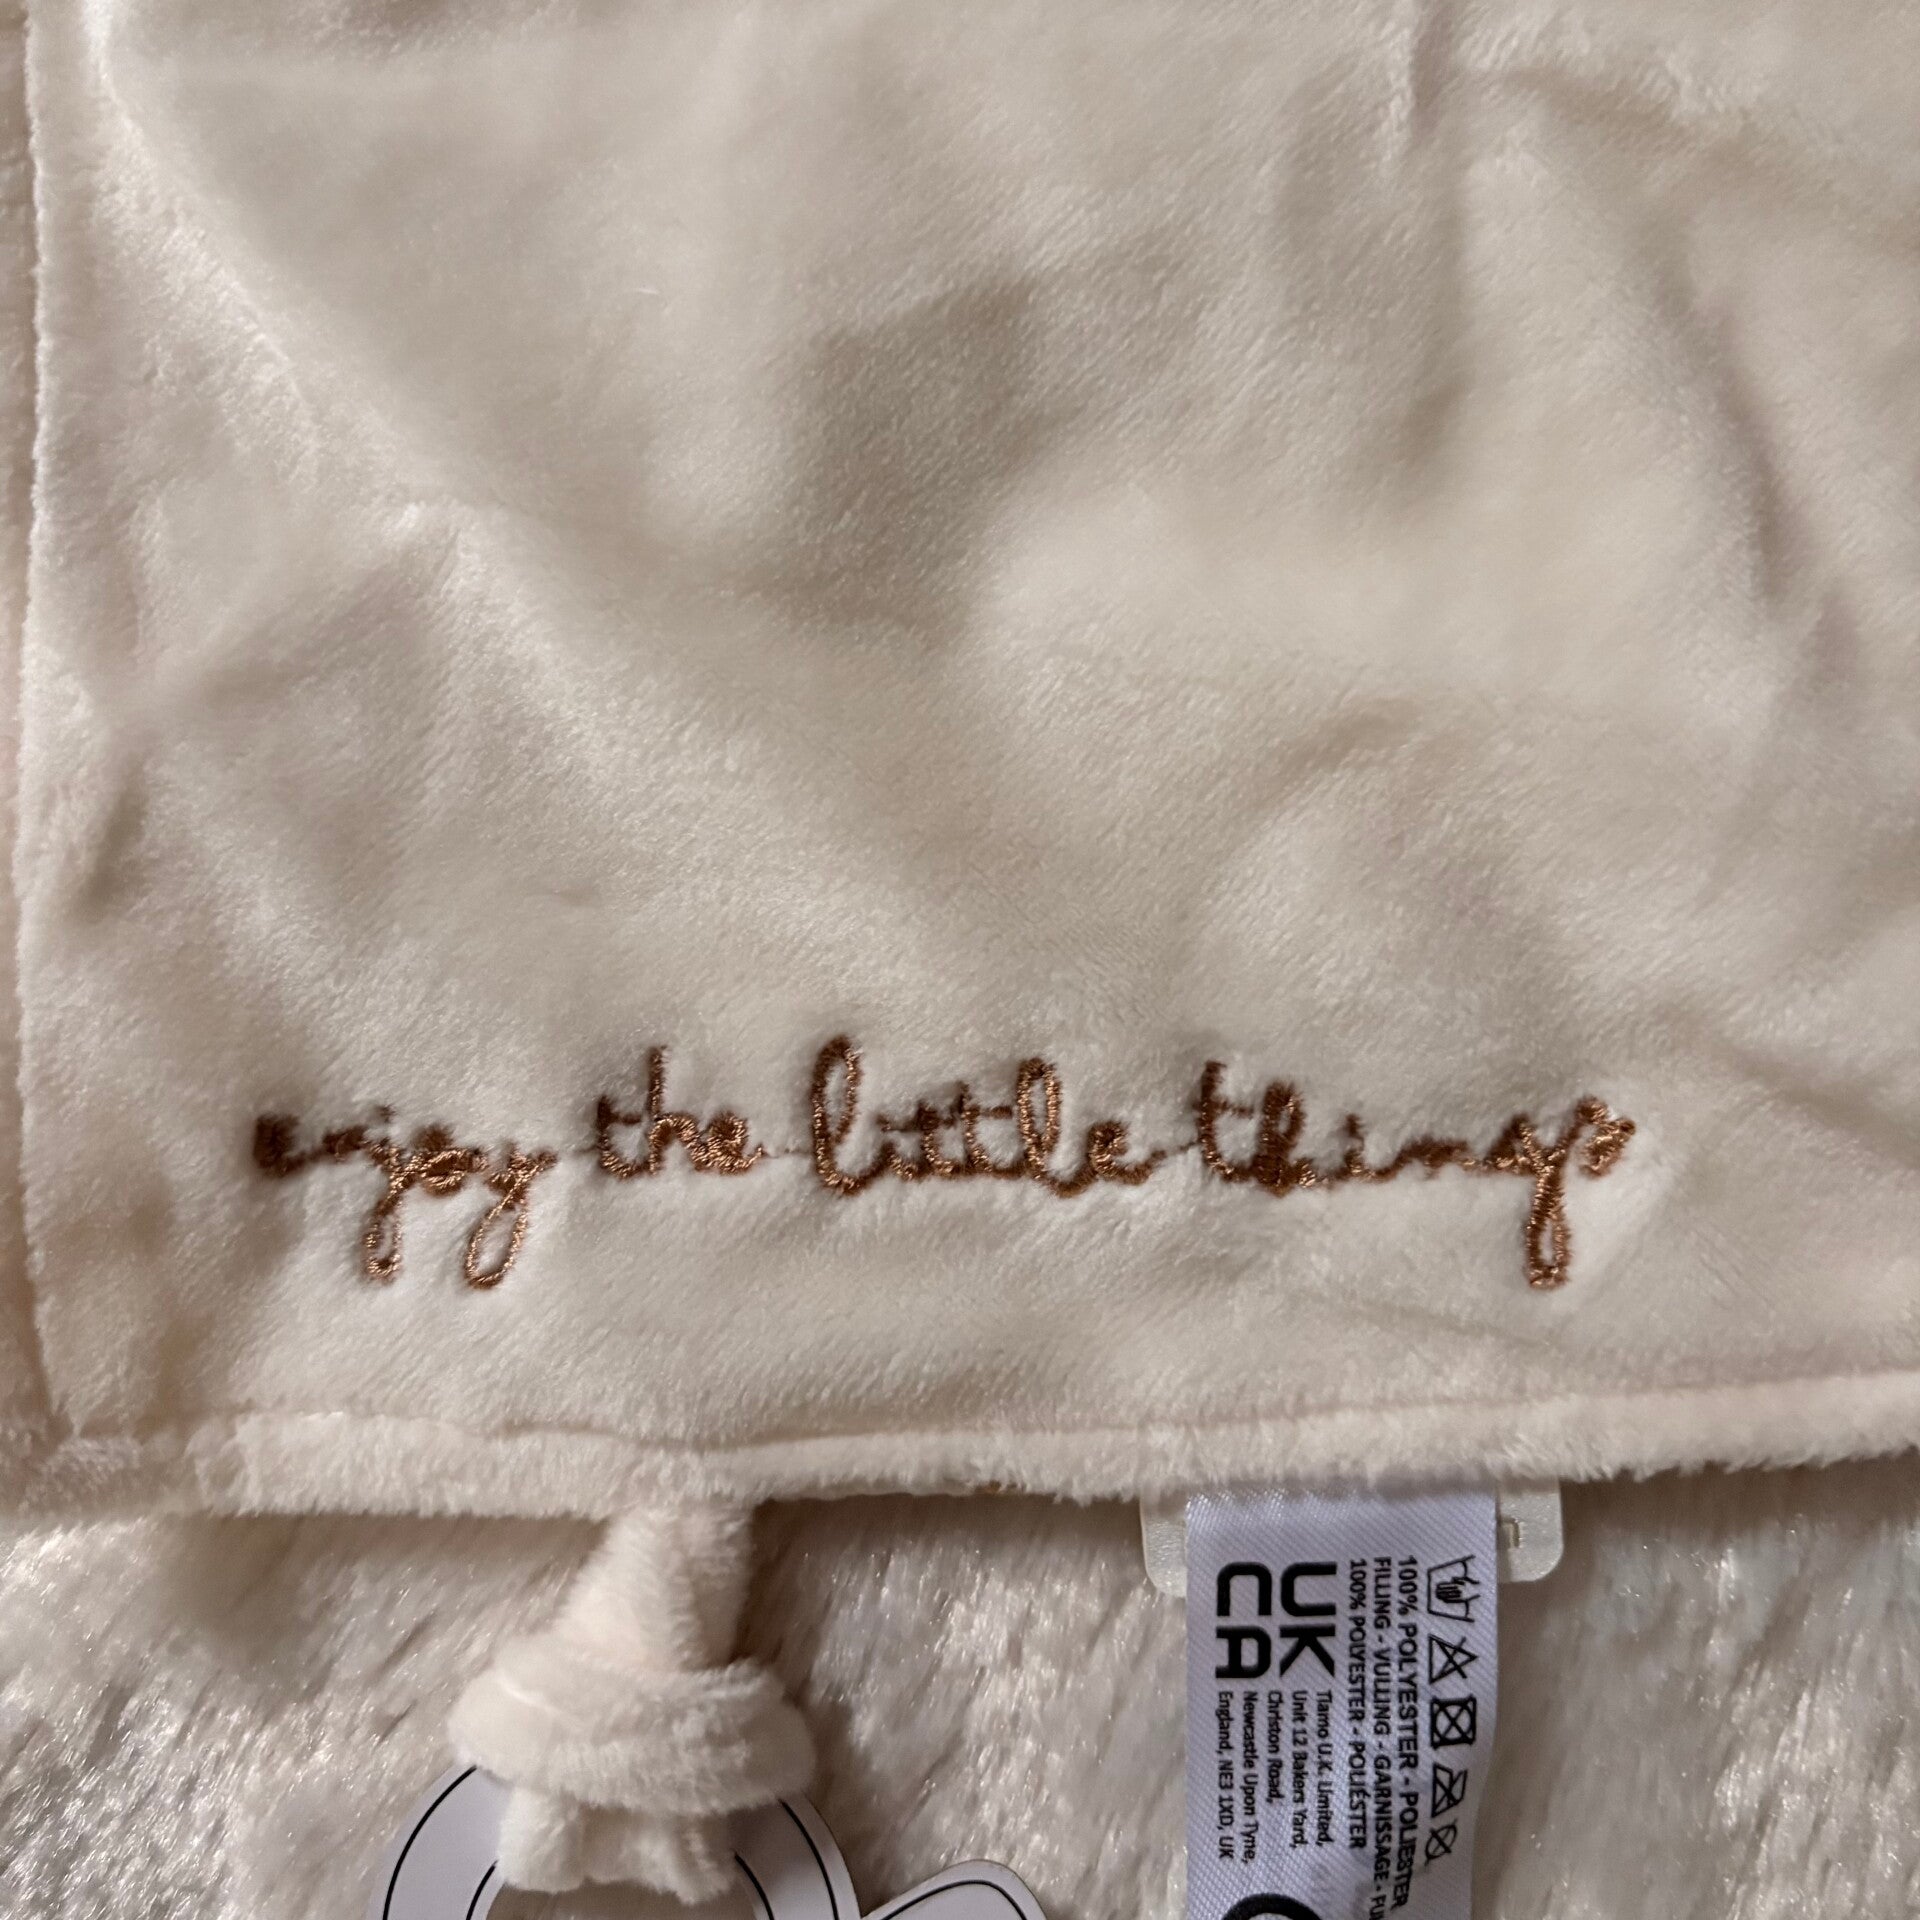 enjoy the little things
100% POLYESTER - POLIESTER
FILLING - VULLING - GARNISSAGE
100% POLYESTER - POLIÉSTER
UK
CA
Tiamo U.K. Limited,
Unit 12 Bakers Yard,
Christon Road,
Newcastle Upon Tyne,
England, NE3 1XD, UK